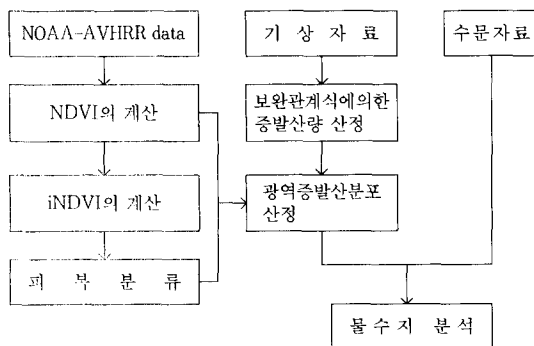 NOAA-AVHRR data
기 상 자 료
수문자료
NDVI의 계산
보완관계식에의한
증발산량 산정
iNDVI의 계산
광역증발산분포
산정
피 복 분 류
물 수 지 분 석